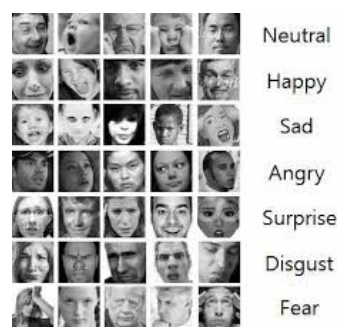 Neutral
Happy
Sad
Angry
Surprise
Disgust
Fear